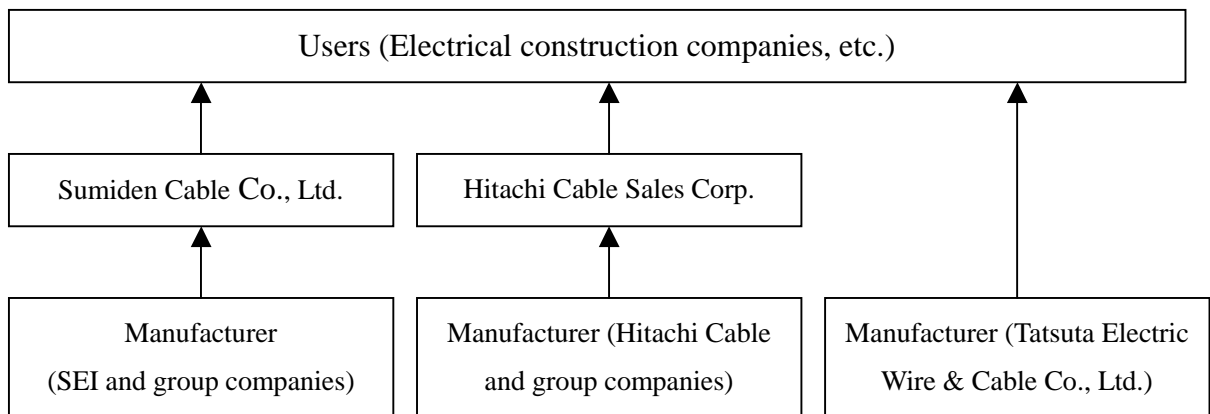 Users (Electrical construction companies, etc.)
Sumiden Cable Co., Ltd.
Hitachi Cable Sales Corp.
Manufacturer
(SEI and group companies)
Manufacturer (Hitachi Cable
and group companies)
Manufacturer (Tatsuta Electric
Wire & Cable Co., Ltd.)